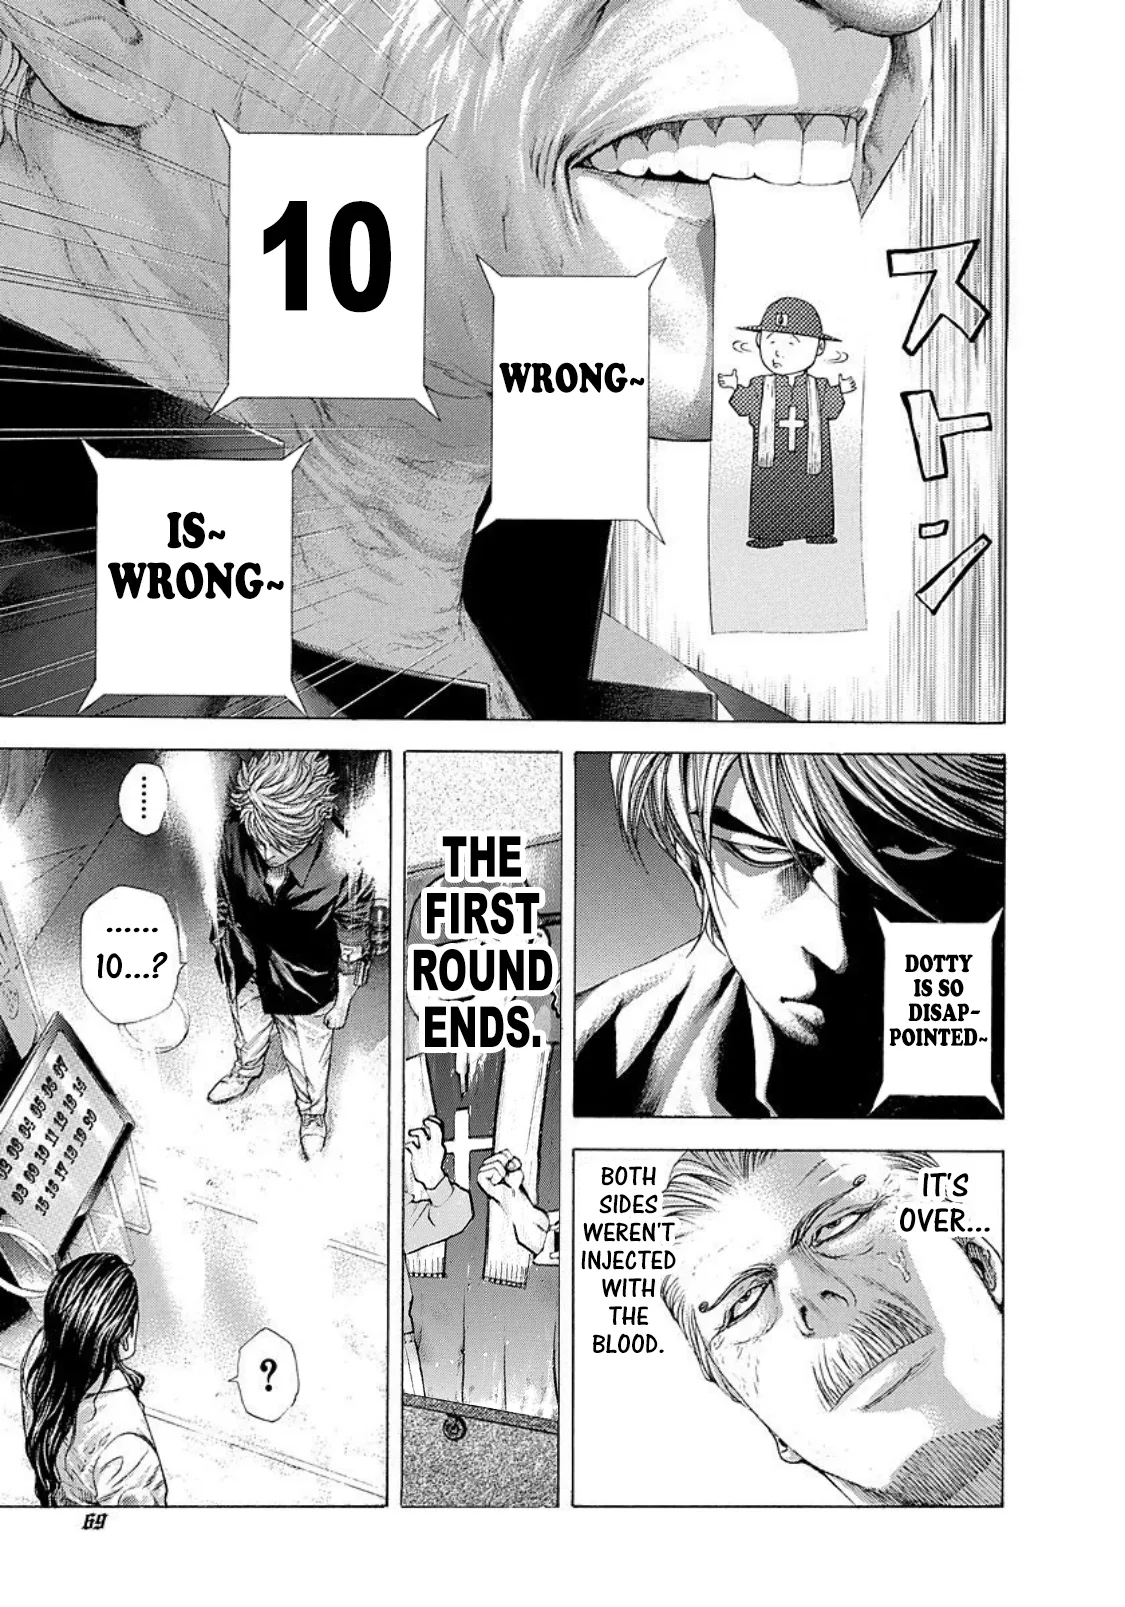 ストン
WRONG~
10
IS~
WRONG~
DOTTY
IS SO
DISAP-
POINTED~
IT'S
OVER...
BOTH
SIDES
WEREN'T
INJECTED
WITH
THE
BLOOD.
THE
FIRST
ROUND
ENDS.
......
......
10...?
?
69